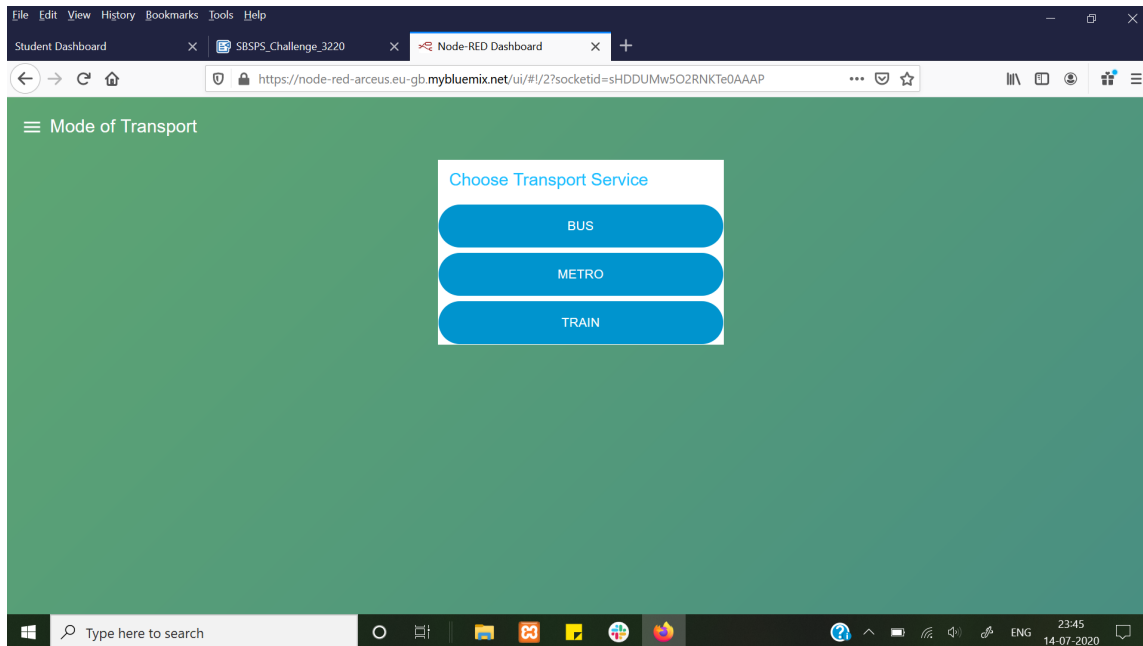 File Edit View History Bookmarks Tools Help
Student Dashboard SBSPS_Challenge_3220 Node-RED Dashboard
https://node-red-arceus.eu-gb.mybluemix.net/ui/#!/2?socketid=sHDDUMw5O2RNKTe0AAAP
Mode of Transport
Choose Transport Service
BUS
METRO
TRAIN
Type here to search
ENG
23:45
14-07-2020